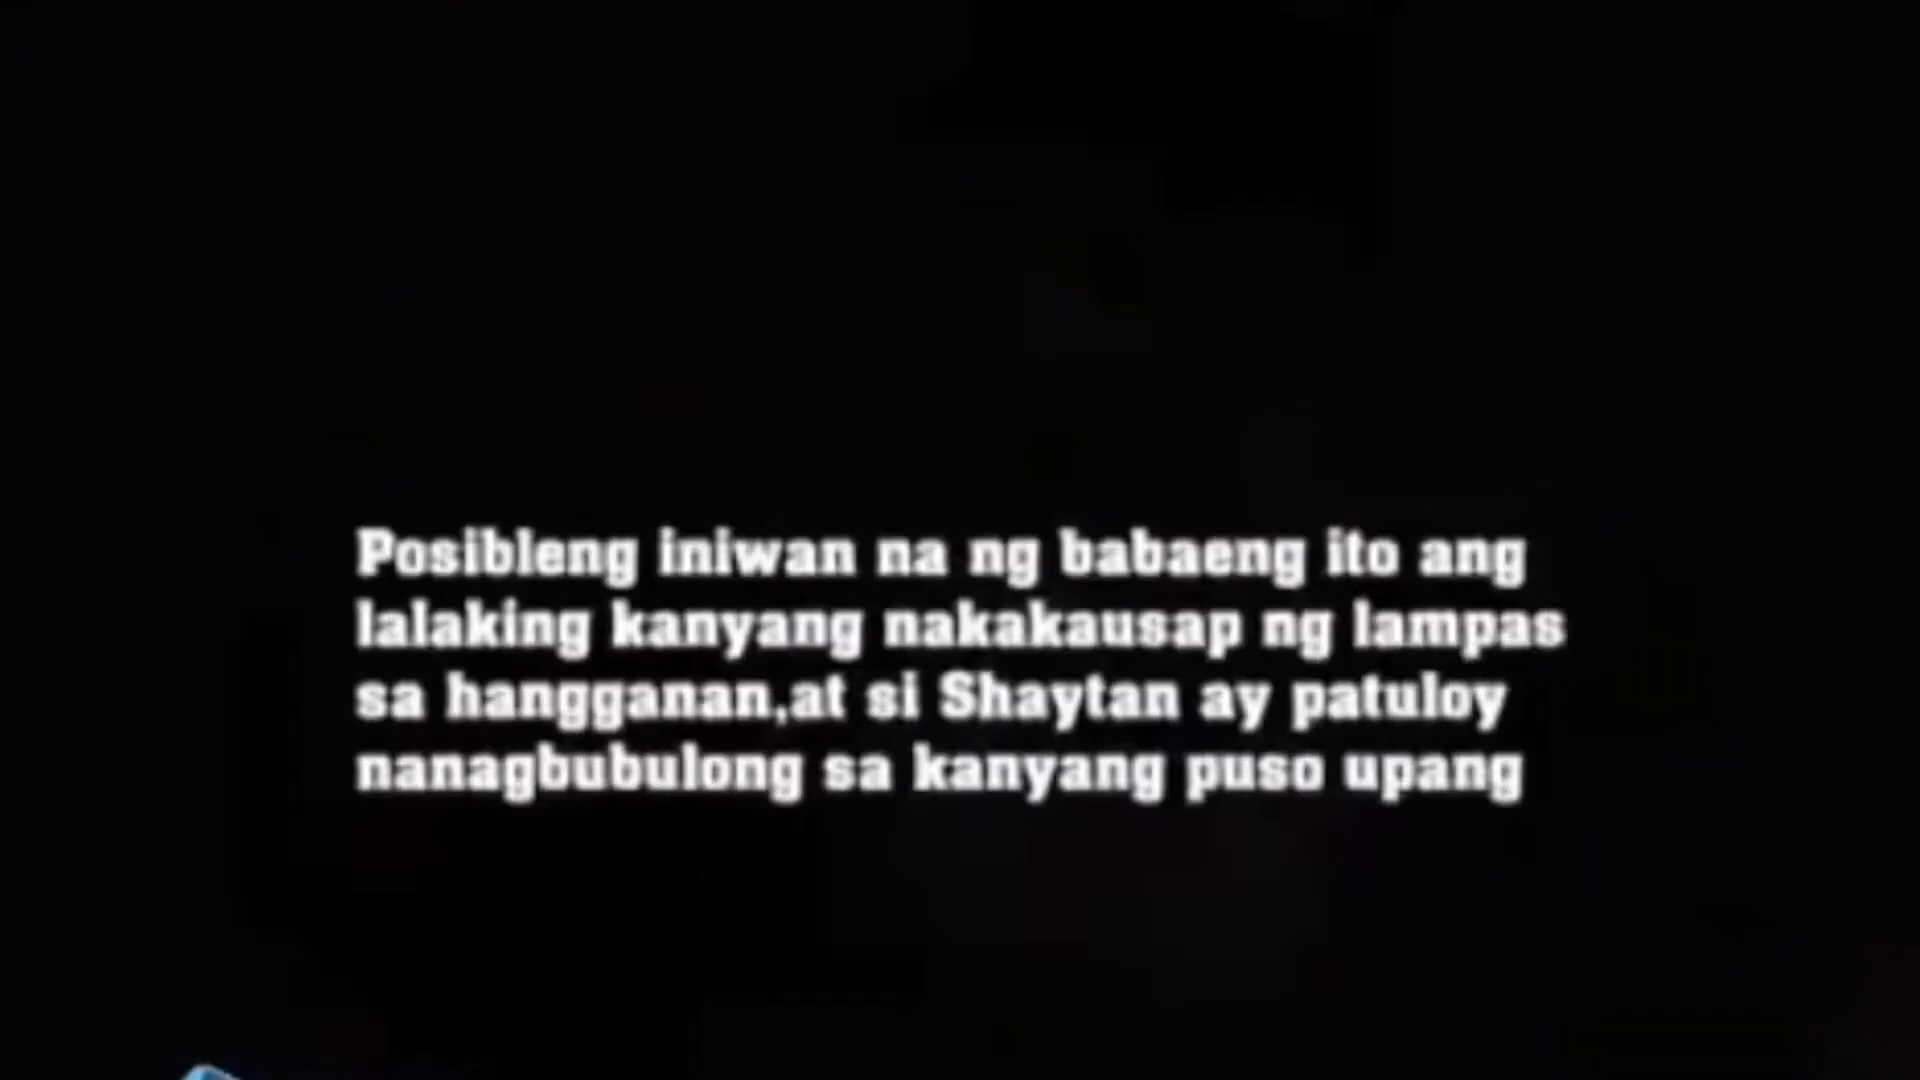 Posibleng iniwan na ng babaeng ito ang
lalaking kanyang nakakausap ng lampas
sa hangganan,at si Shaytan ay patuloy
nanagbubulong sa kanyang puso upang